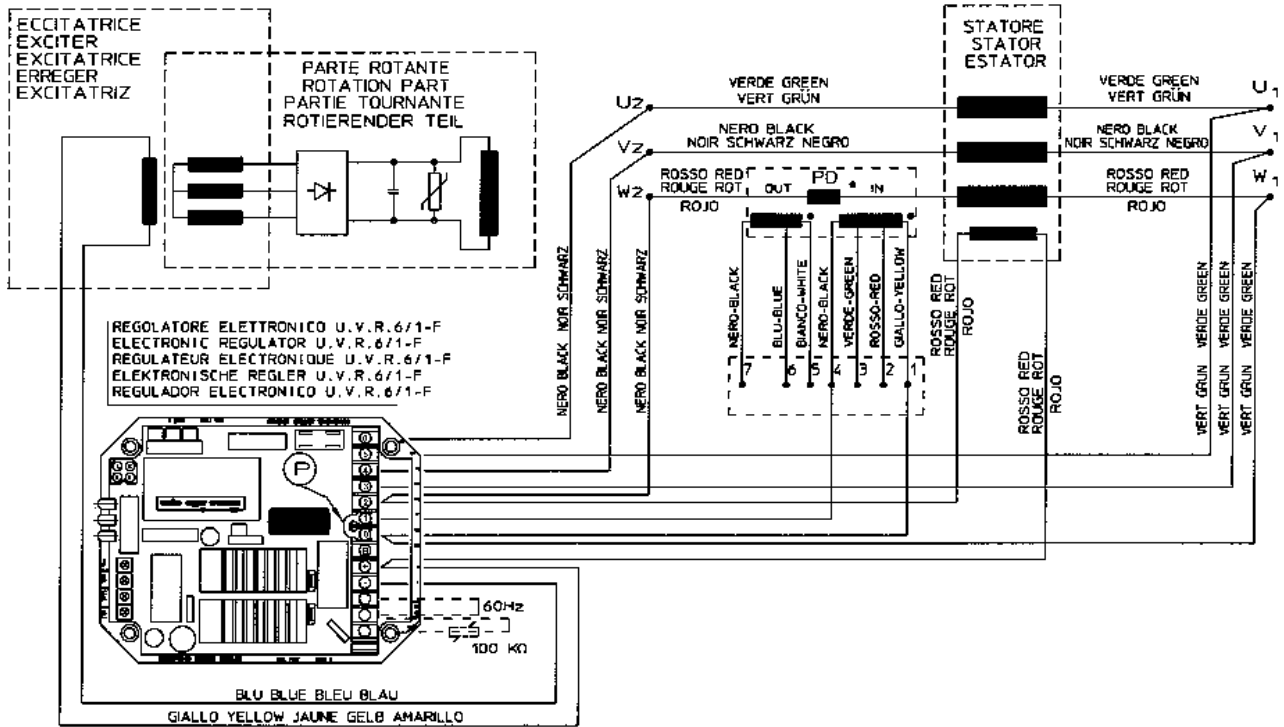 ECCITATRICE
EXCITER
EXCITATRICE
ERREGER
EXCITATRIZ
PARTE ROTANTE
ROTATION PART
PARTIE TOURNANTE
ROTIERENDER TEIL
STATORE
STATOR
ESTATOR
U2
VERDE GREEN
VERT GRÜN
VERDE GREEN
VERT GRÜN
U1
V2
NERO BLACK
NOIR SCHWARZ NEGRO
NERO BLACK
NOIR SCHWARZ NEGRO
V1
W2
ROSSO RED
ROUGE ROT
ROJO
OUT
PD
* IN
ROSSO RED
ROUGE ROT
ROJO
W1
NERO BLACK NOIR SCHWARZ
NERO BLACK NOIR SCHWARZ
NERO BLACK NOIR SCHWARZ
NERO-BLACK
BLU-BLUE
BIANCO-WHITE
NERO-BLACK
VERDE-GREEN
ROSSO-RED
GIALLO-YELLOW
7 6 5 4 3 2 1
ROSSO RED
ROUGE ROT
ROJO
ROSSO RED
ROUGE ROT
ROJO
VERT GRUN VERDE GREEN
VERT GRUN VERDE GREEN
VERT GRUN VERDE GREEN
REGOLATORE ELETTRONICO U.V.R.6/1-F
ELECTRONIC REGULATOR U.V.R.6/1-F
REGULATEUR ELECTRONIQUE U.V.R.6/1-F
ELEKTRONISCHE REGLER U.V.R.6/1-F
REGULADOR ELECTRONICO U.V.R.6/1-F
P
60Hz
100 KΩ
BLU BLUE BLEU BLAU
GIALLO YELLOW JAUNE GELB AMARILLO